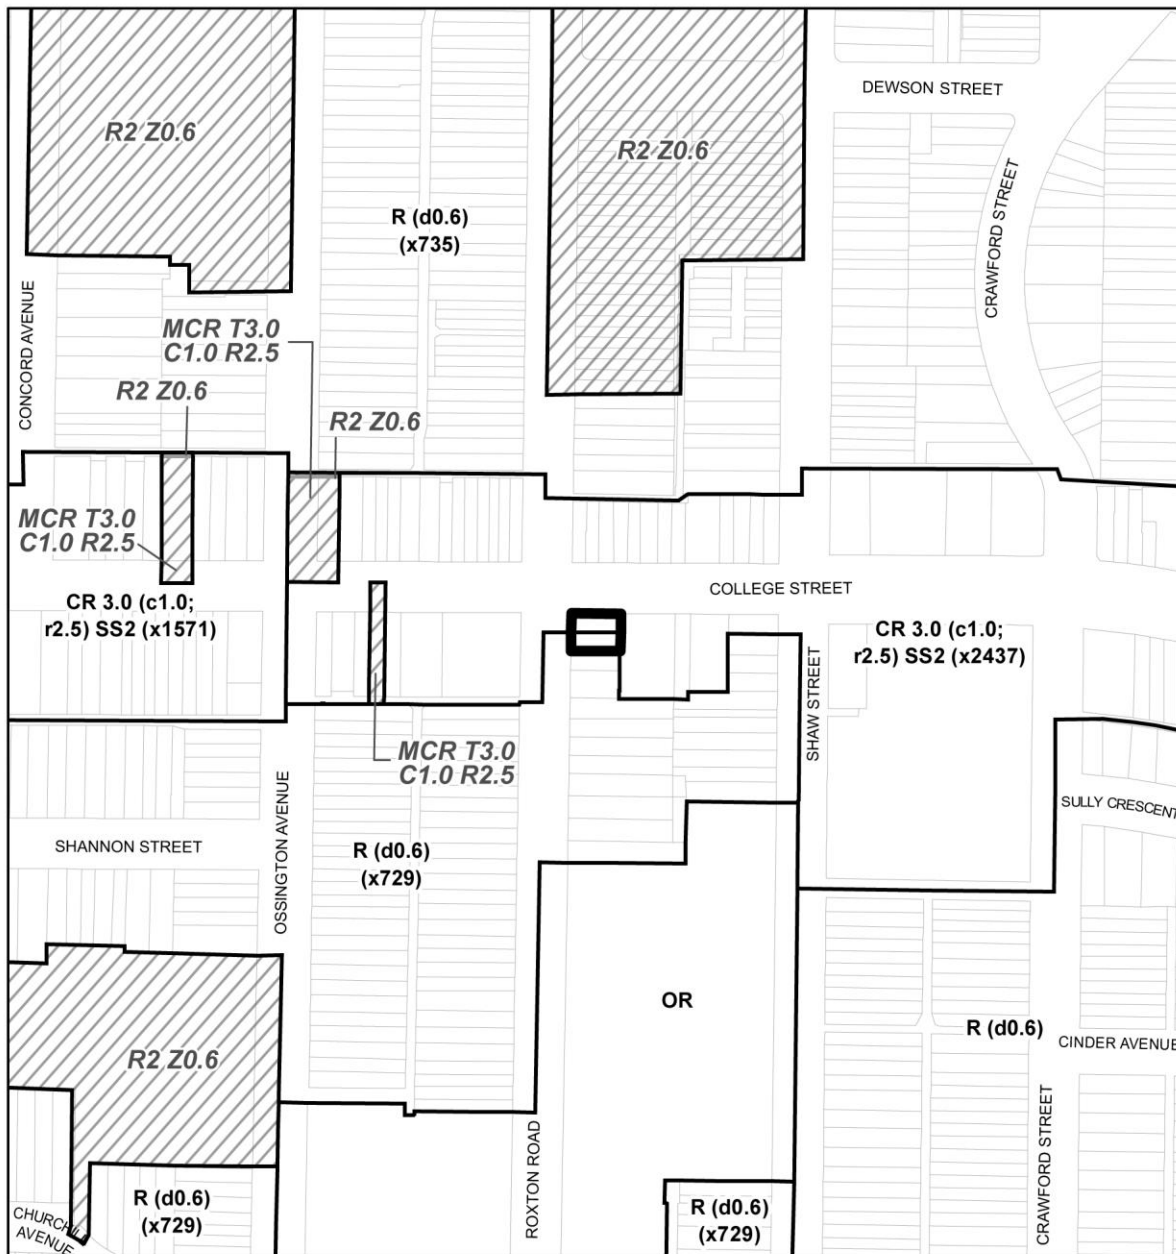 DEWSON STREET
R2 Z0.6
R2 Z0.6
CRAWFORD STREET
R (d0.6)
(x735)
CONCORD AVENUE
MCR T3.0
C1.0 R2.5
R2 Z0.6
R2 Z0.6
MCR T3.0
C1.0 R2.5
COLLEGE STREET
CR 3.0 (c1.0;
r2.5) SS2 (x1571)
CR 3.0 (c1.0;
r2.5) SS2 (x2437)
SHAW STREET
MCR T3.0
C1.0 R2.5
SULLY CRESCENT
SHANNON STREET
OSSINGTON AVENUE
R (d0.6)
(x729)
OR
R (d0.6)
CINDER AVENUE
R2 Z0.6
ROXTON ROAD
CRAWFORD STREET
R (d0.6)
(x729)
R (d0.6)
(x729)
AVENUE